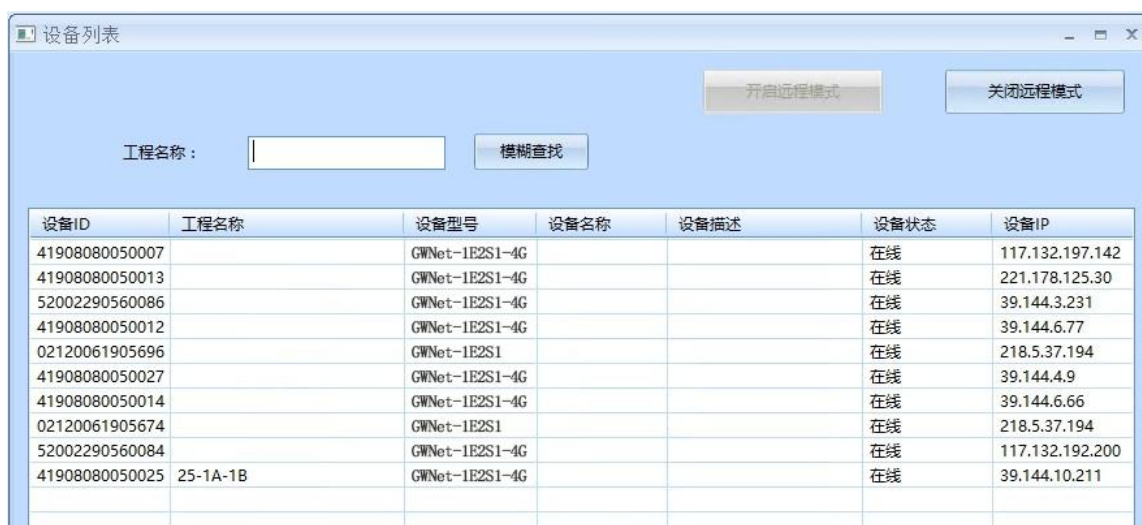 设备列表
开启远程模式 关闭远程模式
工程名称： 模糊查找
设备ID 工程名称 设备型号 设备名称 设备描述 设备状态 设备IP
41908080050007 GWNet-1E2S1-4G 在线 117.132.197.142
41908080050013 GWNet-1E2S1-4G 在线 221.178.125.30
52002290560086 GWNet-1E2S1-4G 在线 39.144.3.231
41908080050012 GWNet-1E2S1-4G 在线 39.144.6.77
02120061905696 GWNet-1E2S1 在线 218.5.37.194
41908080050027 GWNet-1E2S1-4G 在线 39.144.4.9
41908080050014 GWNet-1E2S1-4G 在线 39.144.6.66
02120061905674 GWNet-1E2S1 在线 218.5.37.194
52002290560084 GWNet-1E2S1-4G 在线 117.132.192.200
41908080050025 25-1A-1B GWNet-1E2S1-4G 在线 39.144.10.211